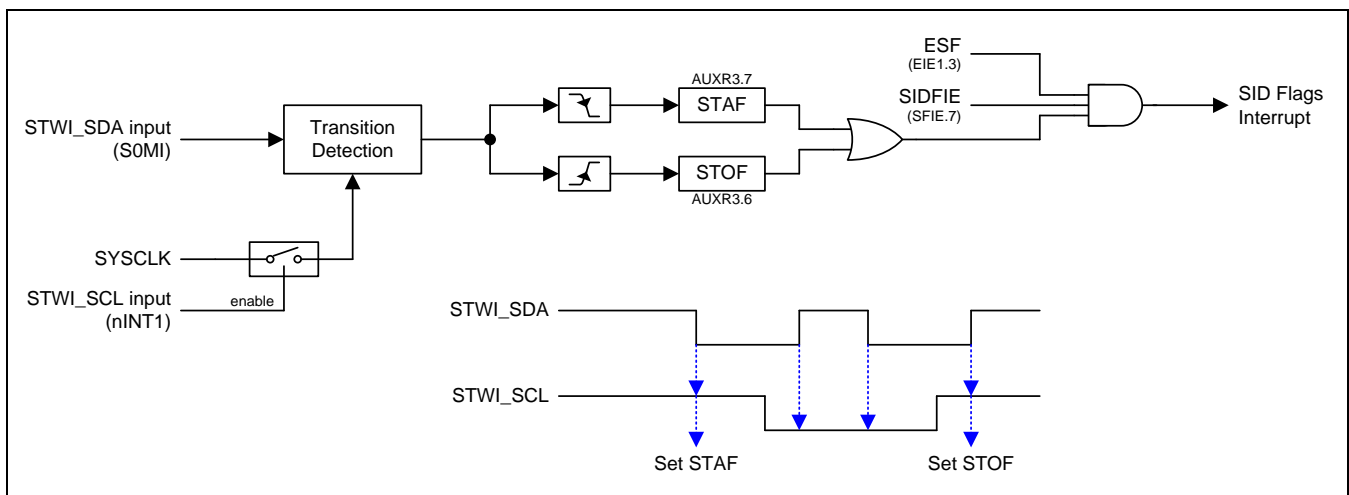 ESF
(EIE1.3)
AUXR3.7
STAF
SIDFIE
(SFIE.7)
SID Flags
Interrupt
STWI_SDA input
(S0MI)
Transition
Detection
STOF
AUXR3.6
SYSCLK
STWI_SCL input
(nINT1)
enable
STWI_SDA
STWI_SCL
Set STAF
Set STOF